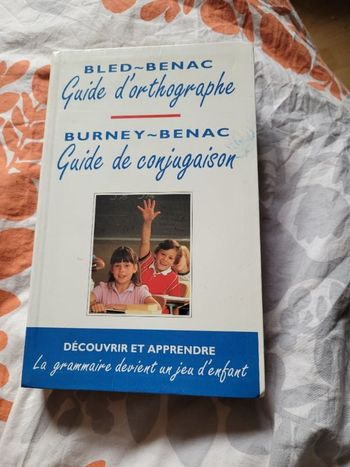 BLED~BENAC
Guide d'orthographe
BURNEY~BENAC
Guide de conjugaison
DÉCOUVRIR ET APPRENDRE
La grammaire devient un jeu d'enfant